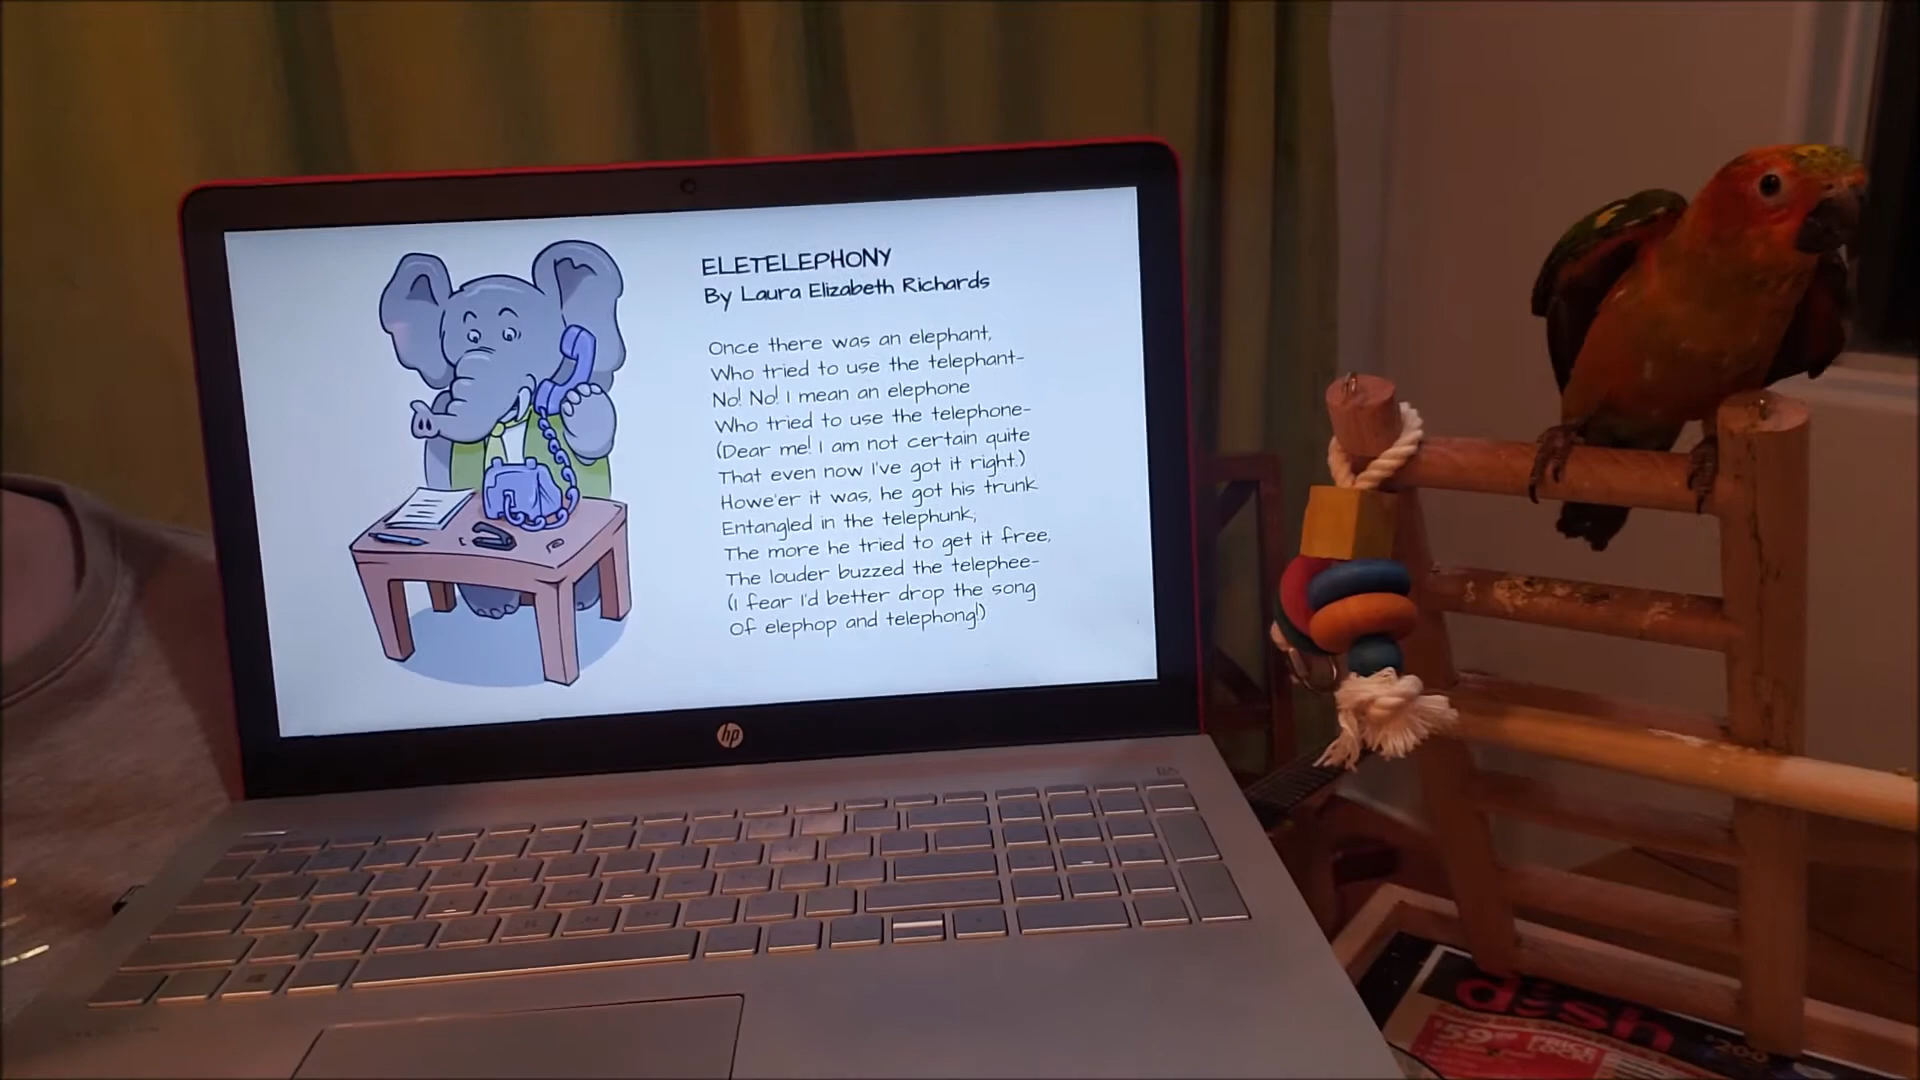 ELETELEPHONY
By Laura Elizabeth Richards
Once there was an elephant,
Who tried to use the telephant-
No! No! I mean an elephone
Who tried to use the telephone-
(Dear me! I am not certain quite
That even now I've got it right.)
Howe'er it was, he got his trunk
Entangled in the telephunk;
The more he tried to get it free,
The louder buzzed the telephee-
(I fear I'd better drop the song
Of elephop and telephong!)
hp
dish
$59
PRICE
LOCK!
$200